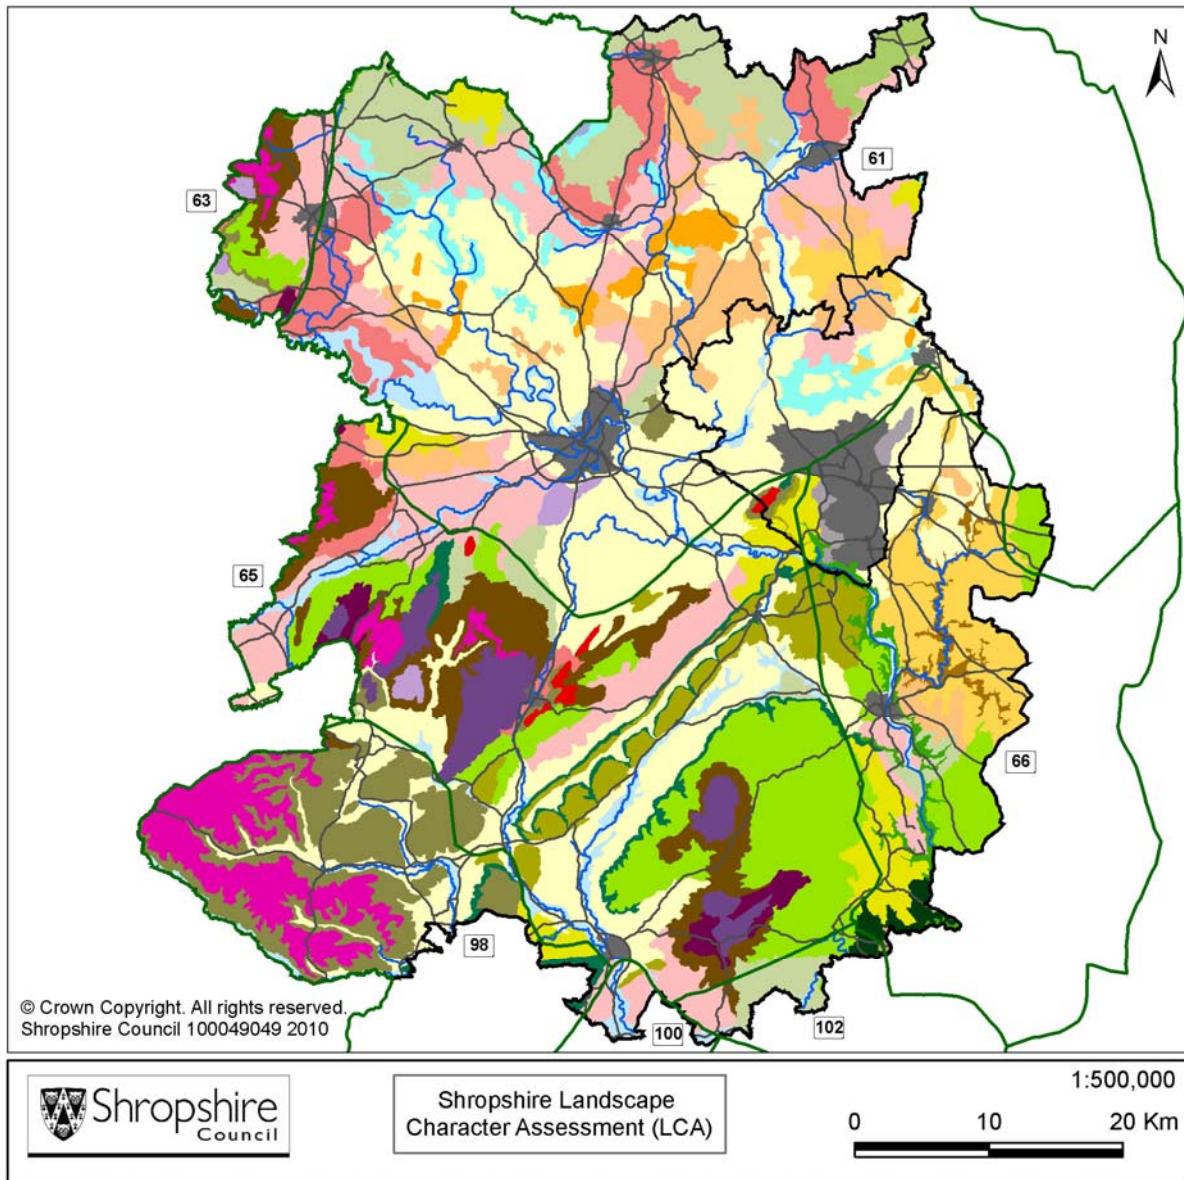 N
61
63
65
66
98
© Crown Copyright. All rights reserved.
Shropshire Council 100049049 2010
100
102
Shropshire
Council
Shropshire Landscape
Character Assessment (LCA)
1:500,000
0 10 20 Km